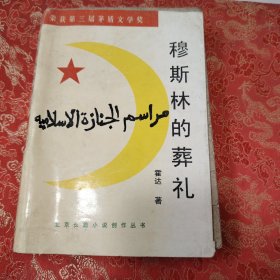 荣获第三届茅盾文学奖
穆斯林的葬礼
مراسم الجنازة الاسلامية
霍达 著
北京长篇小说创作丛书